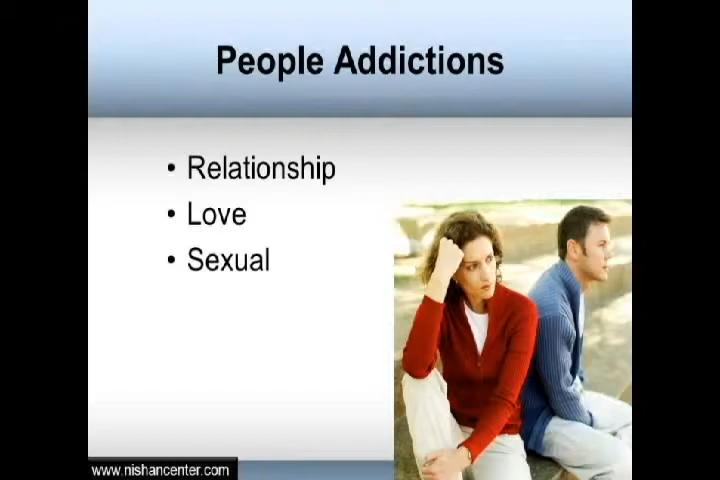 People Addictions
• Relationship
• Love
• Sexual
www.nishancenter.com